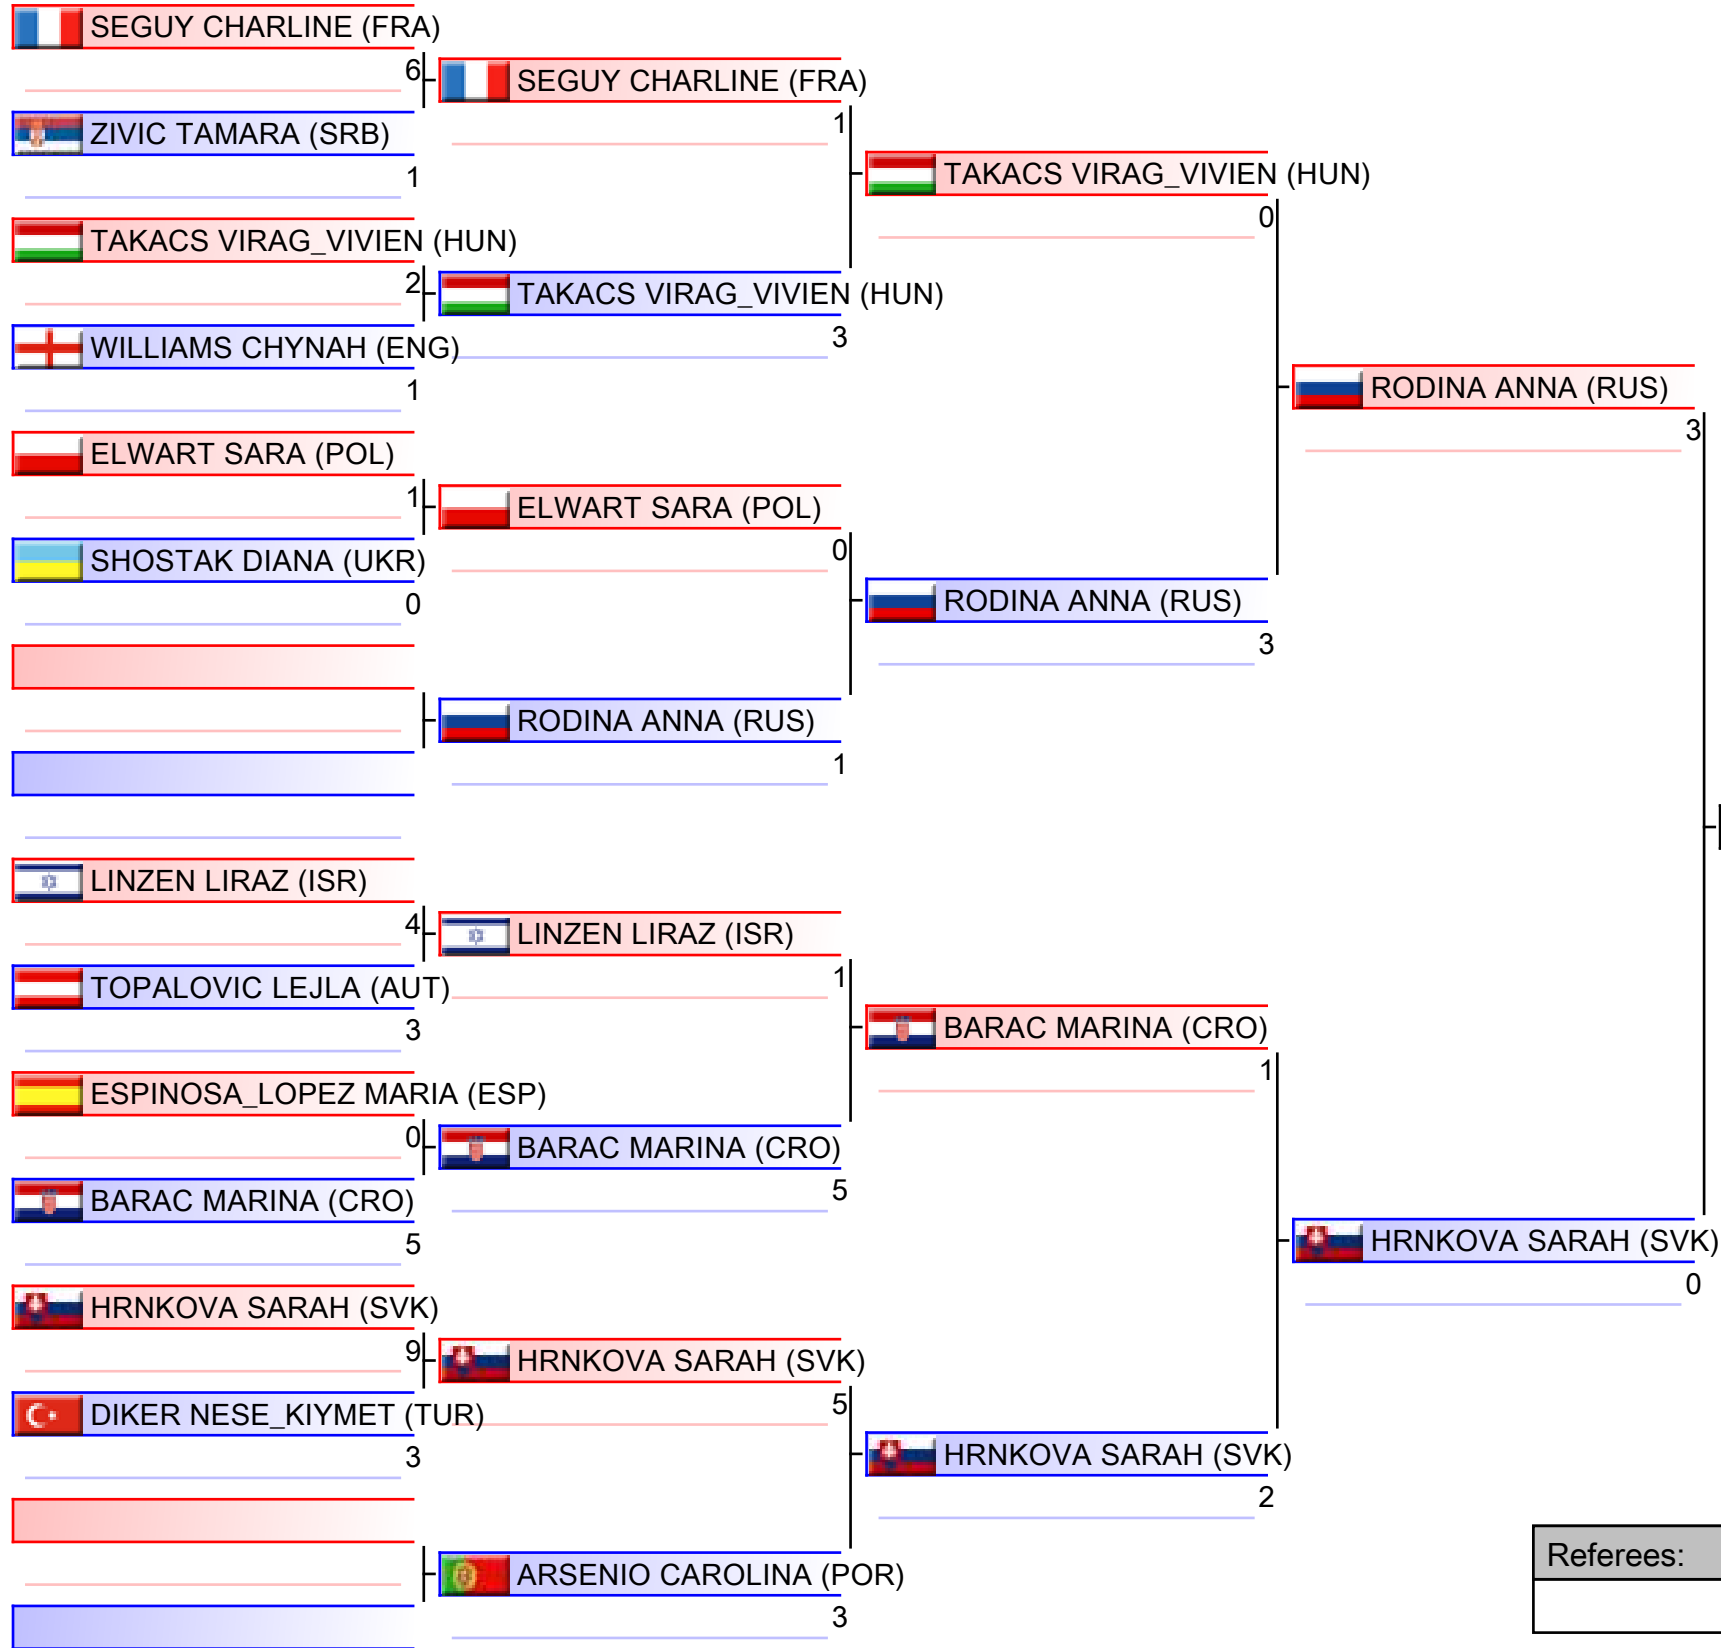 SEGUY CHARLINE (FRA)
6
SEGUY CHARLINE (FRA)
1
ZIVIC TAMARA (SRB)
1
TAKACS VIRAG_VIVIEN (HUN)
0
TAKACS VIRAG_VIVIEN (HUN)
2
TAKACS VIRAG_VIVIEN (HUN)
3
WILLIAMS CHYNAH (ENG)
1
RODINA ANNA (RUS)
3
ELWART SARA (POL)
1
ELWART SARA (POL)
0
SHOSTAK DIANA (UKR)
0
RODINA ANNA (RUS)
3
RODINA ANNA (RUS)
1
LINZEN LIRAZ (ISR)
4
LINZEN LIRAZ (ISR)
1
TOPALOVIC LEJLA (AUT)
3
BARAC MARINA (CRO)
1
ESPINOSA_LOPEZ MARIA (ESP)
0
BARAC MARINA (CRO)
5
BARAC MARINA (CRO)
5
HRNKOVA SARAH (SVK)
0
HRNKOVA SARAH (SVK)
9
HRNKOVA SARAH (SVK)
5
DIKER NESE_KIYMET (TUR)
3
HRNKOVA SARAH (SVK)
2
ARSENIO CAROLINA (POR)
3
Referees: